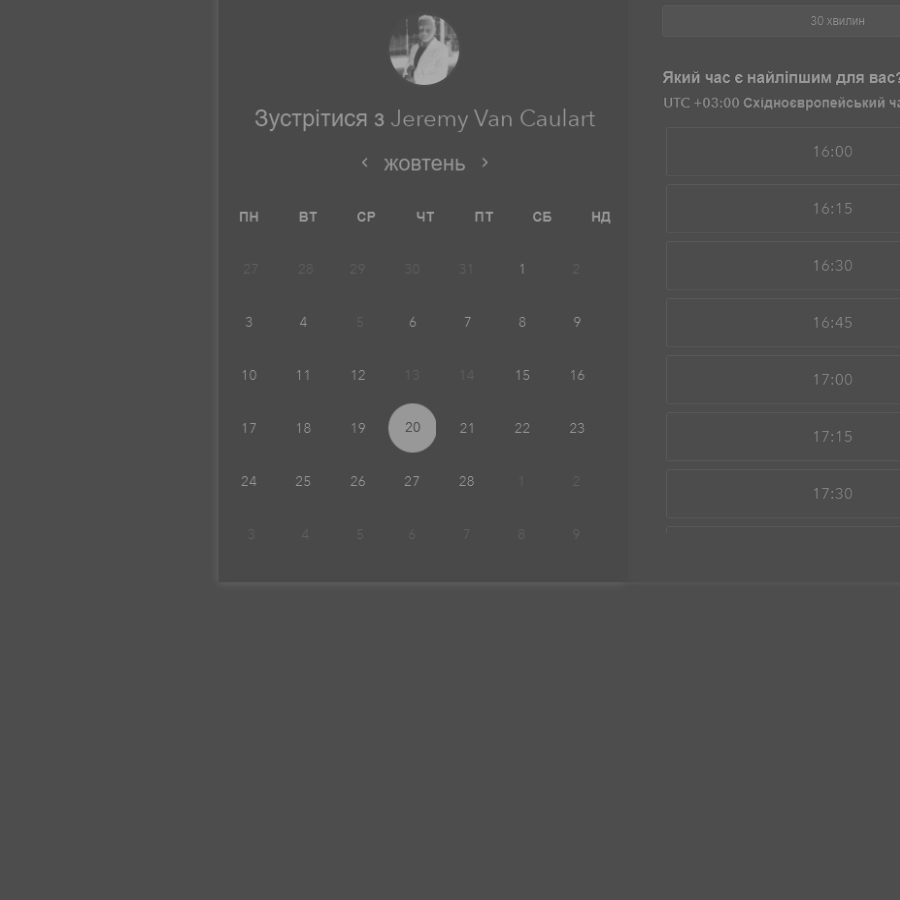 Зустрітися з Jeremy Van Caulart
жовтень
ПН ВТ СР ЧТ ПТ СБ НД
27 28 29 30 31 1 2
3 4 5 6 7 8 9
10 11 12 13 14 15 16
17 18 19 20 21 22 23
24 25 26 27 28 1 2
3 4 5 6 7 8 9
30 хвилин
Який час є найліпшим для вас?
UTC +03:00 Східноєвропейський
16:00
16:15
16:30
16:45
17:00
17:15
17:30